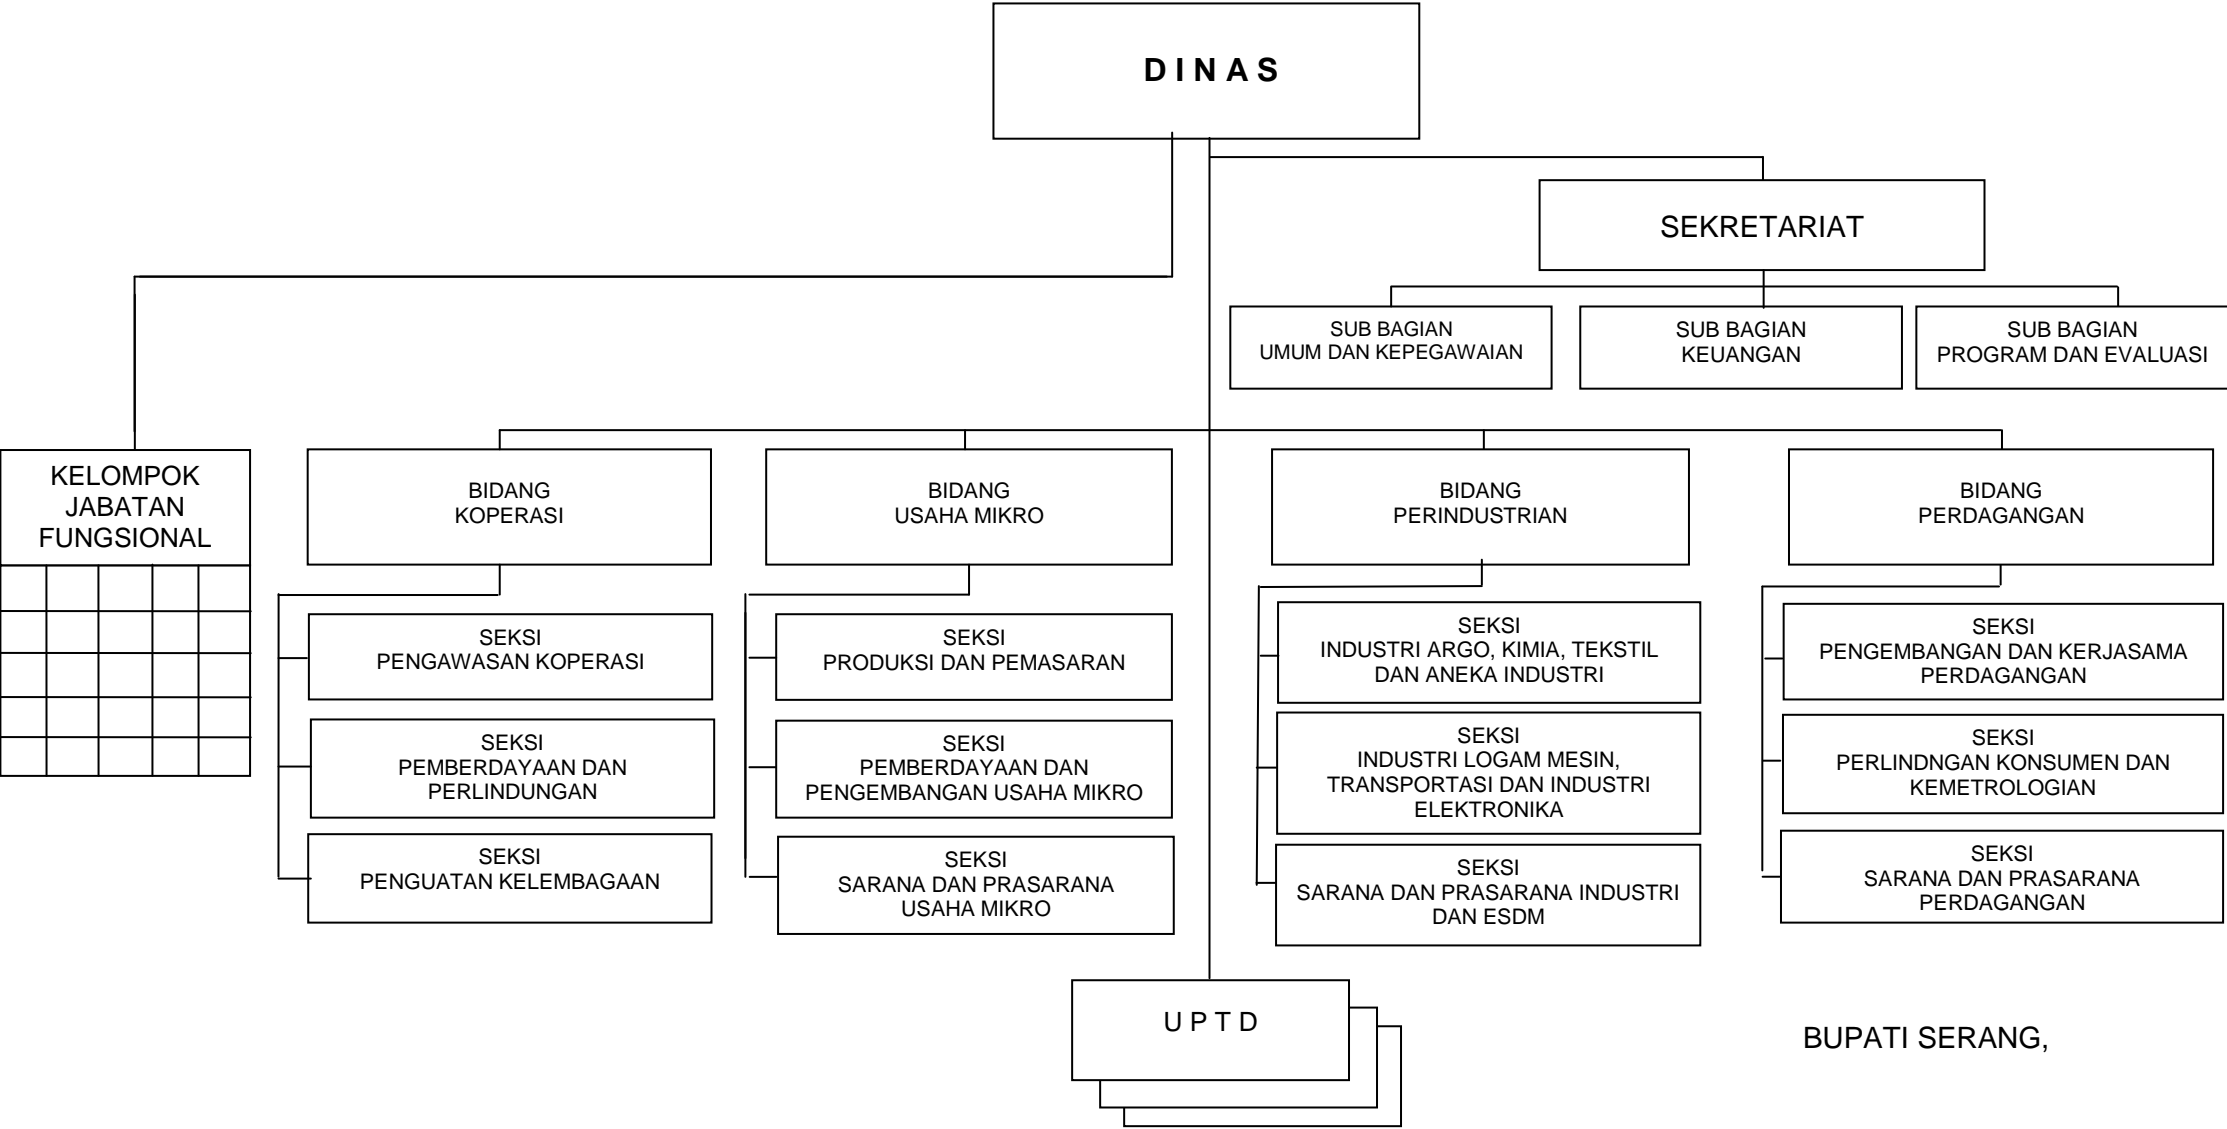 D I N A S
SEKRETARIAT
SUB BAGIAN
UMUM DAN KEPEGAWAIAN
SUB BAGIAN
KEUANGAN
SUB BAGIAN
PROGRAM DAN EVALUASI
KELOMPOK
JABATAN
FUNGSIONAL
BIDANG
KOPERASI
BIDANG
USAHA MIKRO
BIDANG
PERINDUSTRIAN
BIDANG
PERDAGANGAN
SEKSI
PENGAWASAN KOPERASI
SEKSI
PEMBERDAYAAN DAN
PERLINDUNGAN
SEKSI
PENGUATAN KELEMBAGAAN
SEKSI
PRODUKSI DAN PEMASARAN
SEKSI
PEMBERDAYAAN DAN
PENGEMBANGAN USAHA MIKRO
SEKSI
SARANA DAN PRASARANA
USAHA MIKRO
SEKSI
INDUSTRI ARGO, KIMIA, TEKSTIL
DAN ANEKA INDUSTRI
SEKSI
INDUSTRI LOGAM MESIN,
TRANSPORTASI DAN INDUSTRI
ELEKTRONIKA
SEKSI
SARANA DAN PRASARANA INDUSTRI
DAN ESDM
SEKSI
PENGEMBANGAN DAN KERJASAMA
PERDAGANGAN
SEKSI
PERLINDNGAN KONSUMEN DAN
KEMETROLOGIAN
SEKSI
SARANA DAN PRASARANA
PERDAGANGAN
U P T D
BUPATI SERANG,